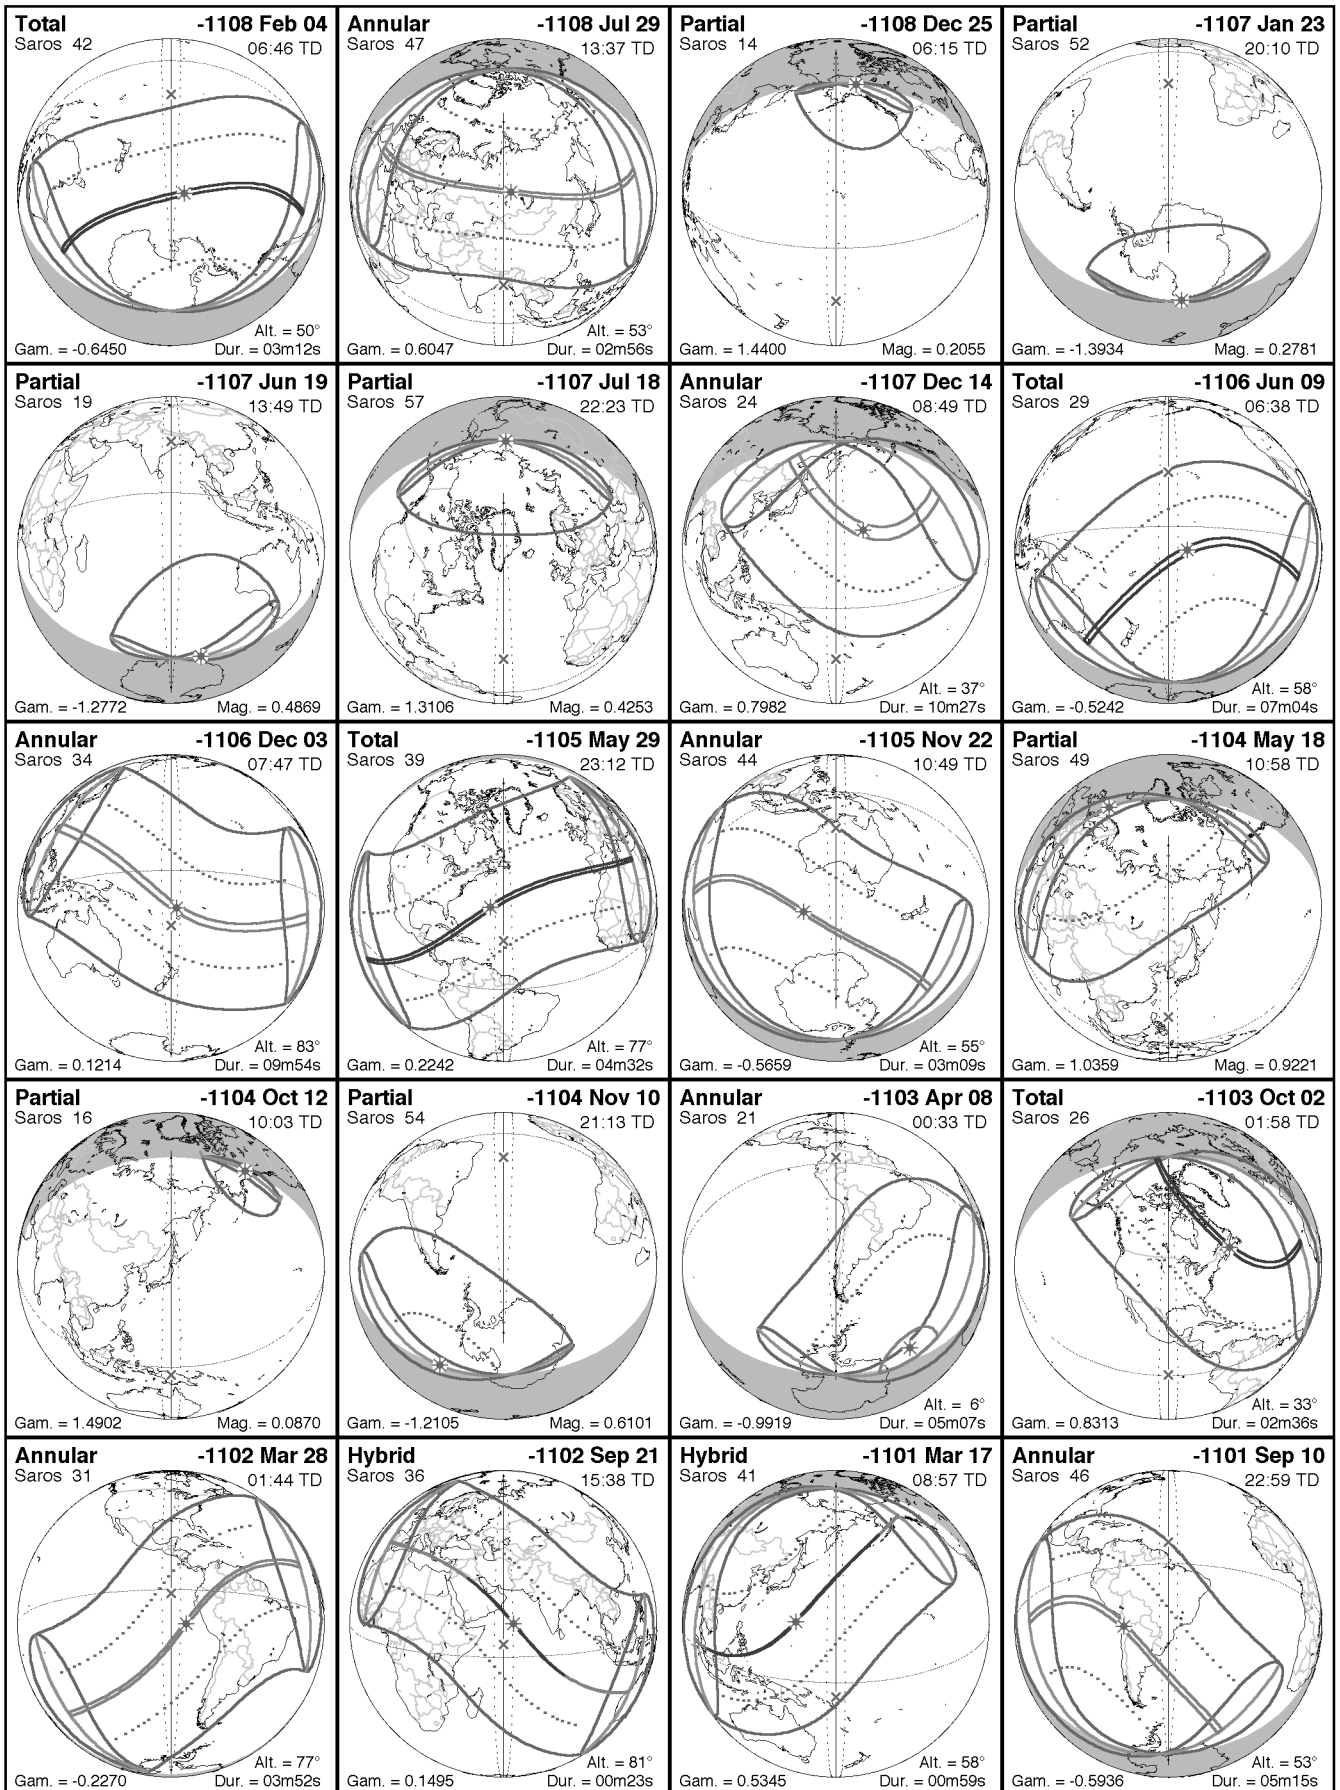 Total -1108 Feb 04
Saros 42 06:46 TD
Alt. = 50°
Gam. = -0.6450 Dur. = 03m12s
Annular -1108 Jul 29
Saros 47 13:37 TD
Alt. = 53°
Gam. = 0.6047 Dur. = 02m56s
Partial -1108 Dec 25
Saros 14 06:15 TD
Gam. = 1.4400 Mag. = 0.2055
Partial -1107 Jan 23
Saros 52 20:10 TD
Gam. = -1.3934 Mag. = 0.2781
Partial -1107 Jun 19
Saros 19 13:49 TD
Gam. = -1.2772 Mag. = 0.4869
Partial -1107 Jul 18
Saros 57 22:23 TD
Gam. = 1.3106 Mag. = 0.4253
Annular -1107 Dec 14
Saros 24 08:49 TD
Alt. = 37°
Gam. = 0.7982 Dur. = 10m27s
Total -1106 Jun 09
Saros 29 06:38 TD
Alt. = 58°
Gam. = -0.5242 Dur. = 07m04s
Annular -1106 Dec 03
Saros 34 07:47 TD
Alt. = 83°
Gam. = 0.1214 Dur. = 09m54s
Total -1105 May 29
Saros 39 23:12 TD
Alt. = 77°
Gam. = 0.2242 Dur. = 04m32s
Annular -1105 Nov 22
Saros 44 10:49 TD
Alt. = 55°
Gam. = -0.5659 Dur. = 03m09s
Partial -1104 May 18
Saros 49 10:58 TD
Gam. = 1.0359 Mag. = 0.9221
Partial -1104 Oct 12
Saros 16 10:03 TD
Gam. = 1.4902 Mag. = 0.0870
Partial -1104 Nov 10
Saros 54 21:13 TD
Gam. = -1.2105 Mag. = 0.6101
Annular -1103 Apr 08
Saros 21 00:33 TD
Alt. = 6°
Gam. = -0.9919 Dur. = 05m07s
Total -1103 Oct 02
Saros 26 01:58 TD
Alt. = 33°
Gam. = 0.8313 Dur. = 02m36s
Annular -1102 Mar 28
Saros 31 01:44 TD
Alt. = 77°
Gam. = -0.2270 Dur. = 03m52s
Hybrid -1102 Sep 21
Saros 36 15:38 TD
Alt. = 81°
Gam. = 0.1495 Dur. = 00m23s
Hybrid -1101 Mar 17
Saros 41 08:57 TD
Alt. = 58°
Gam. = 0.5345 Dur. = 00m59s
Annular -1101 Sep 10
Saros 46 22:59 TD
Alt. = 53°
Gam. = -0.5936 Dur. = 05m15s